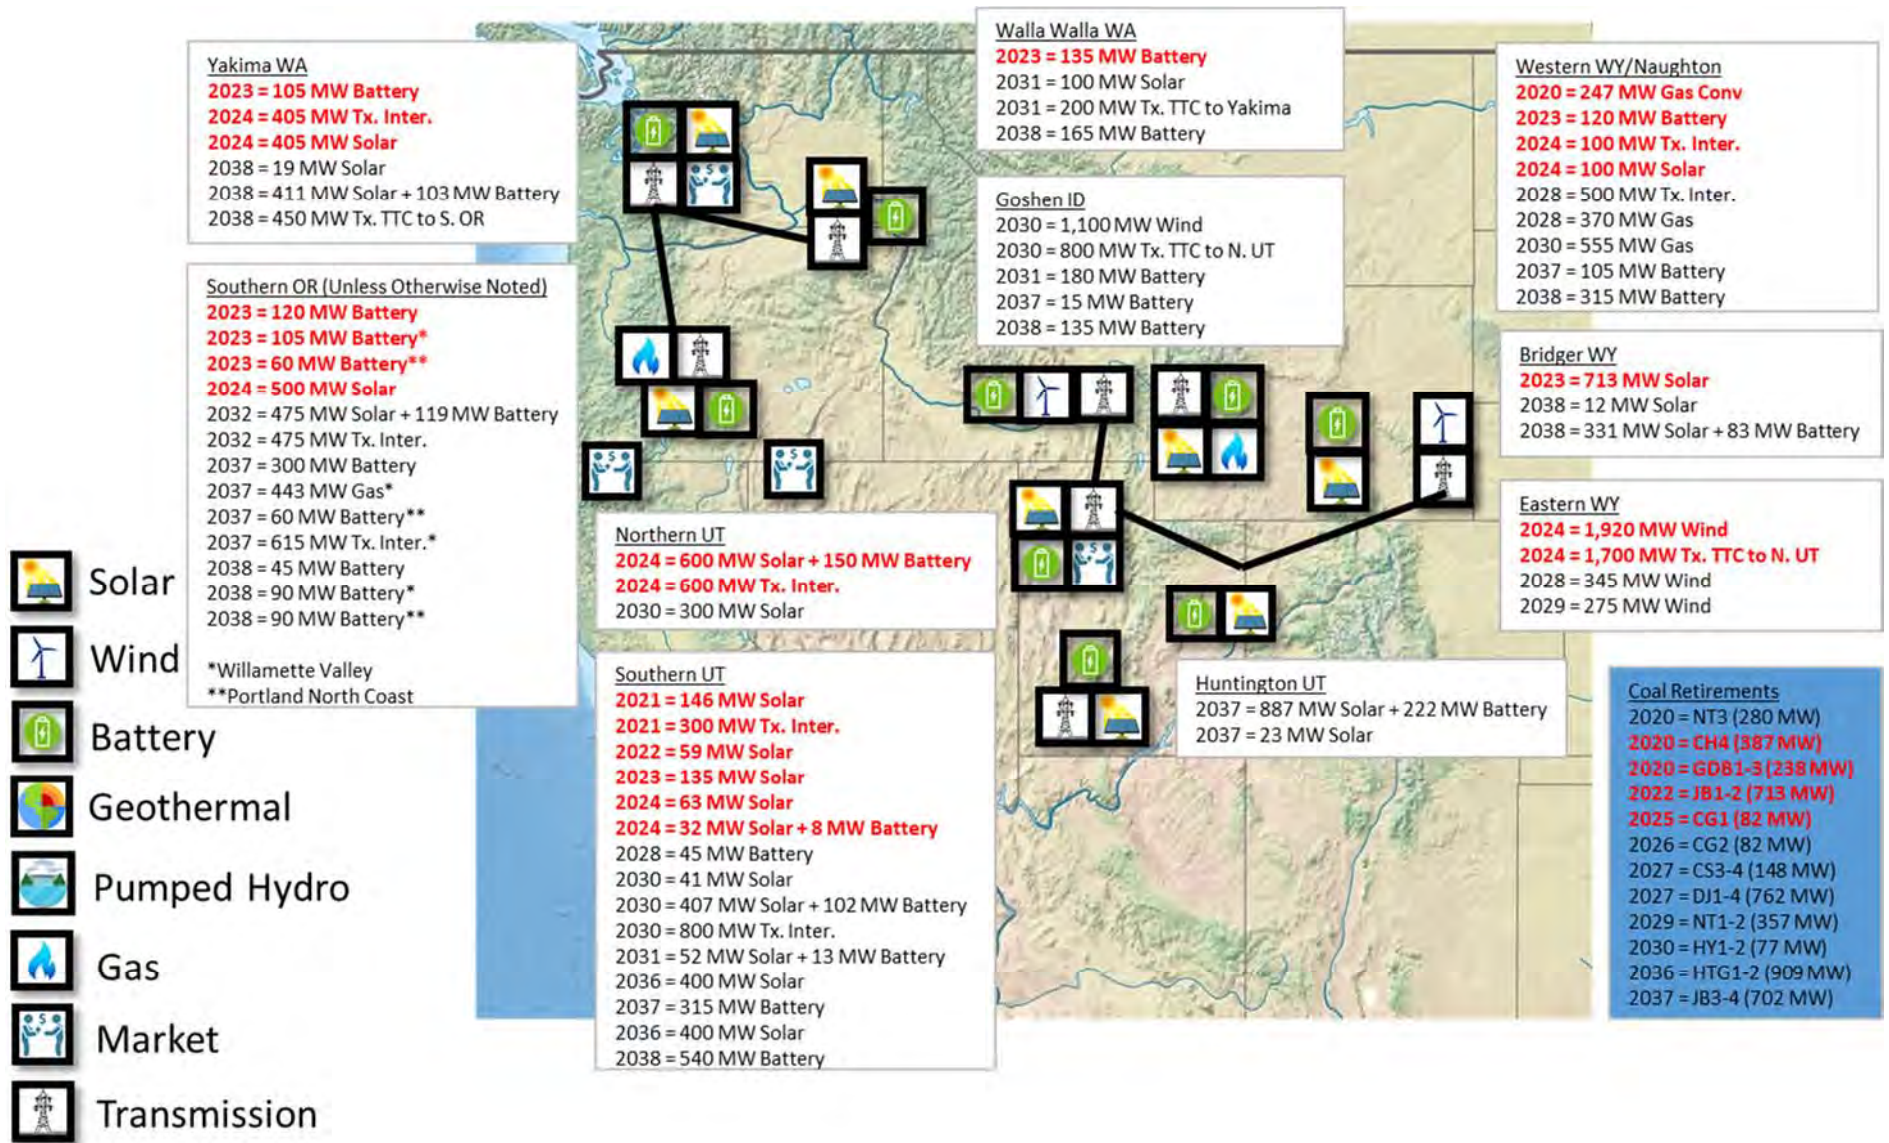 Yakima WA
2023 = 105 MW Battery
2024 = 405 MW Tx. Inter.
2024 = 405 MW Solar
2038 = 19 MW Solar
2038 = 411 MW Solar + 103 MW Battery
2038 = 450 MW Tx. TTC to S. OR
Southern OR (Unless Otherwise Noted)
2023 = 120 MW Battery
2023 = 105 MW Battery*
2023 = 60 MW Battery**
2024 = 500 MW Solar
2032 = 475 MW Solar + 119 MW Battery
2032 = 475 MW Tx. Inter.
2037 = 300 MW Battery
2037 = 443 MW Gas*
2037 = 60 MW Battery**
2037 = 615 MW Tx. Inter.*
2038 = 45 MW Battery
2038 = 90 MW Battery*
2038 = 90 MW Battery**
*Willamette Valley
**Portland North Coast
Walla Walla WA
2023 = 135 MW Battery
2031 = 100 MW Solar
2031 = 200 MW Tx. TTC to Yakima
2038 = 165 MW Battery
Goshen ID
2030 = 1,100 MW Wind
2030 = 800 MW Tx. TTC to N. UT
2031 = 180 MW Battery
2037 = 15 MW Battery
2038 = 135 MW Battery
Western WY/Naughton
2020 = 247 MW Gas Conv
2023 = 120 MW Battery
2024 = 100 MW Tx. Inter.
2024 = 100 MW Solar
2028 = 500 MW Tx. Inter.
2028 = 370 MW Gas
2030 = 555 MW Gas
2037 = 105 MW Battery
2038 = 315 MW Battery
Bridger WY
2023 = 713 MW Solar
2038 = 12 MW Solar
2038 = 331 MW Solar + 83 MW Battery
Eastern WY
2024 = 1,920 MW Wind
2024 = 1,700 MW Tx. TTC to N. UT
2028 = 345 MW Wind
2029 = 275 MW Wind
Northern UT
2024 = 600 MW Solar + 150 MW Battery
2024 = 600 MW Tx. Inter.
2030 = 300 MW Solar
Southern UT
2021 = 146 MW Solar
2021 = 300 MW Tx. Inter.
2022 = 59 MW Solar
2023 = 135 MW Solar
2024 = 63 MW Solar
2024 = 32 MW Solar + 8 MW Battery
2028 = 45 MW Battery
2030 = 41 MW Solar
2030 = 407 MW Solar + 102 MW Battery
2030 = 800 MW Tx. Inter.
2031 = 52 MW Solar + 13 MW Battery
2036 = 400 MW Solar
2037 = 315 MW Battery
2036 = 400 MW Solar
2038 = 540 MW Battery
Huntington UT
2037 = 887 MW Solar + 222 MW Battery
2037 = 23 MW Solar
Coal Retirements
2020 = NT3 (280 MW)
2020 = CH4 (387 MW)
2020 = GDB1-3 (238 MW)
2022 = JB1-2 (713 MW)
2025 = CG1 (82 MW)
2026 = CG2 (82 MW)
2027 = CS3-4 (148 MW)
2027 = DJ1-4 (762 MW)
2029 = NT1-2 (357 MW)
2030 = HY1-2 (77 MW)
2036 = HTG1-2 (909 MW)
2037 = JB3-4 (702 MW)
Solar
Wind
Battery
Geothermal
Pumped Hydro
Gas
Market
Transmission